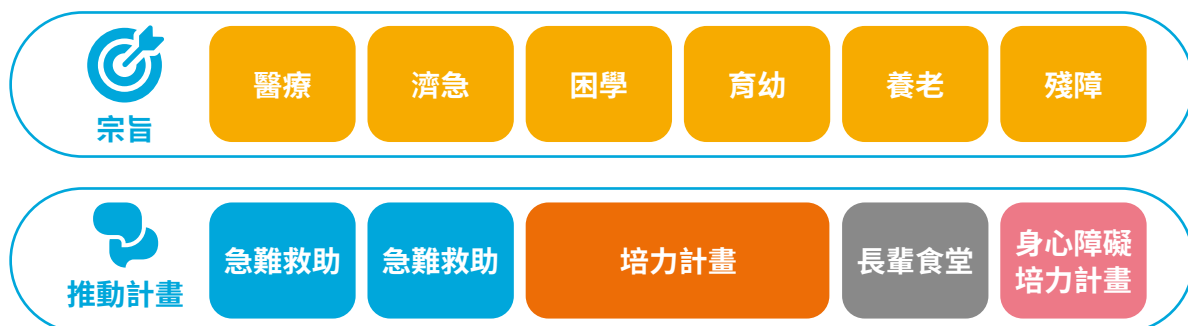 宗旨
醫療
濟急
困學
育幼
養老
殘障
推動計畫
急難救助
急難救助
培力計畫
長輩食堂
身心障礙
培力計畫